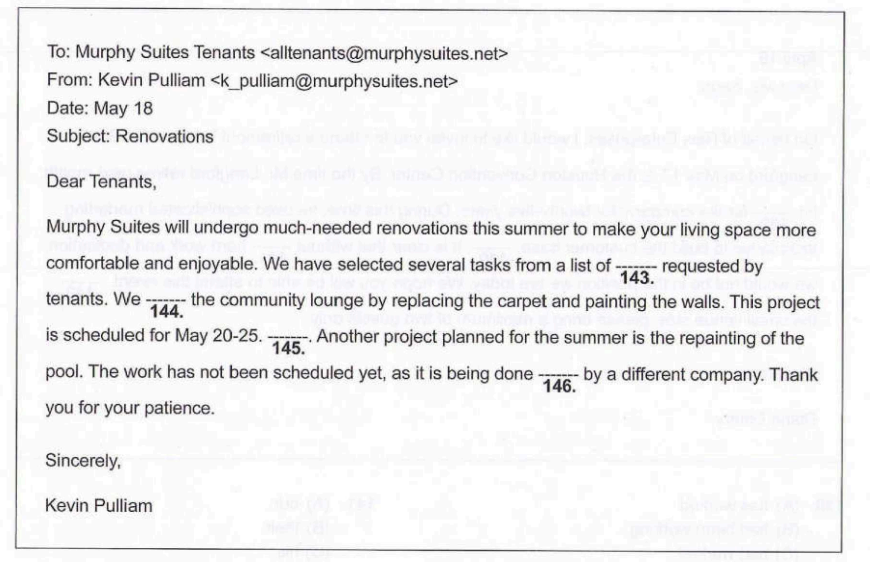 To: Murphy Suites Tenants <alltenants@murphysuites.net>
From: Kevin Pulliam <k_pulliam@murphysuites.net>
Date: May 18
Subject: Renovations
Dear Tenants,
Murphy Suites will undergo much-needed renovations this summer to make your living space more
comfortable and enjoyable. We have selected several tasks from a list of ------- requested by
143.
tenants. We ------- the community lounge by replacing the carpet and painting the walls. This project
144.
is scheduled for May 20-25. -------. Another project planned for the summer is the repainting of the
145.
pool. The work has not been scheduled yet, as it is being done ------- by a different company. Thank
146.
you for your patience.
Sincerely,
Kevin Pulliam